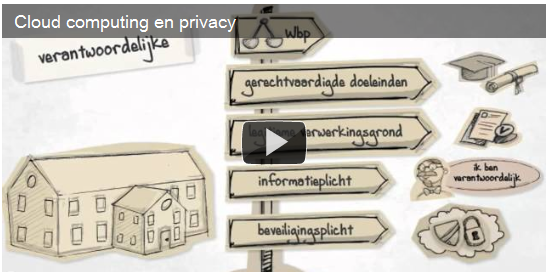 Cloud computing en privacy
verantwoordelijke
Wbp
gerechtvaardigde doeleinden
verwerkingsgrond
informatieplicht
ik ben
verantwoordelijk
beveiligingsplicht